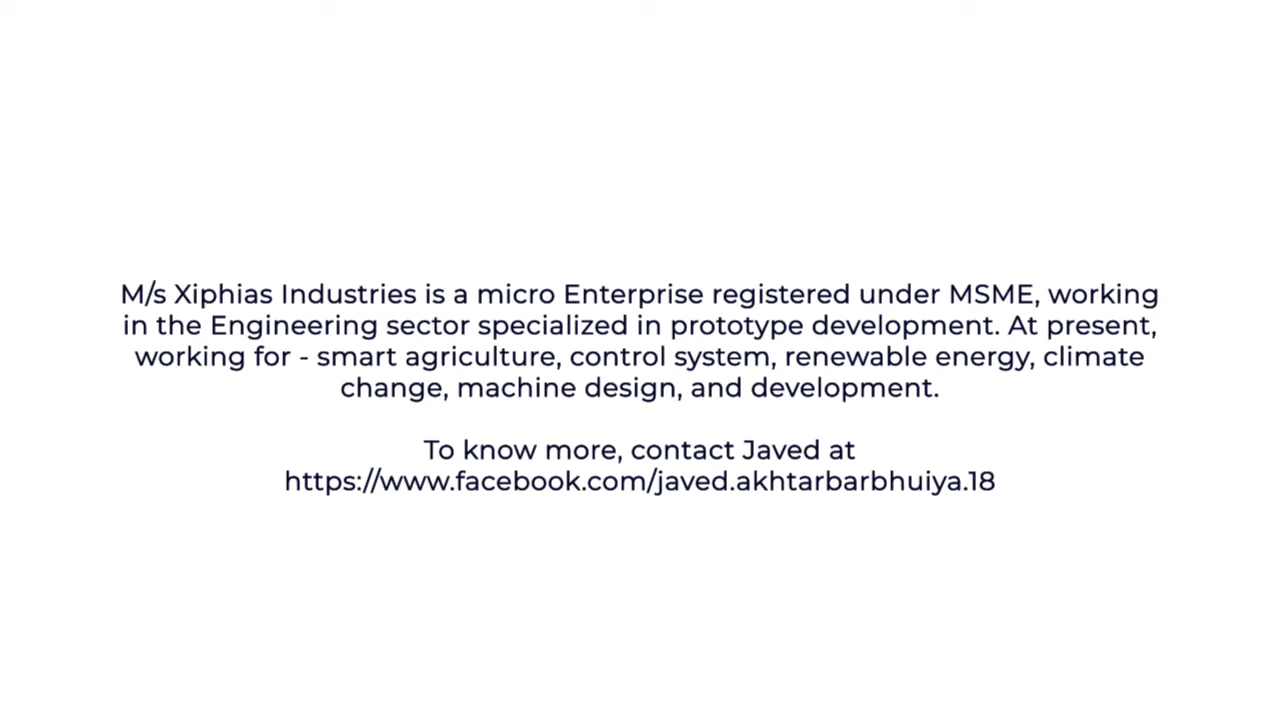 M/s Xiphias Industries is a micro Enterprise registered under MSME, working
in the Engineering sector specialized in prototype development. At present,
working for - smart agriculture, control system, renewable energy, climate
change, machine design, and development.
To know more, contact Javed at
https://www.facebook.com/javed.akhtarbarbhuiya.18